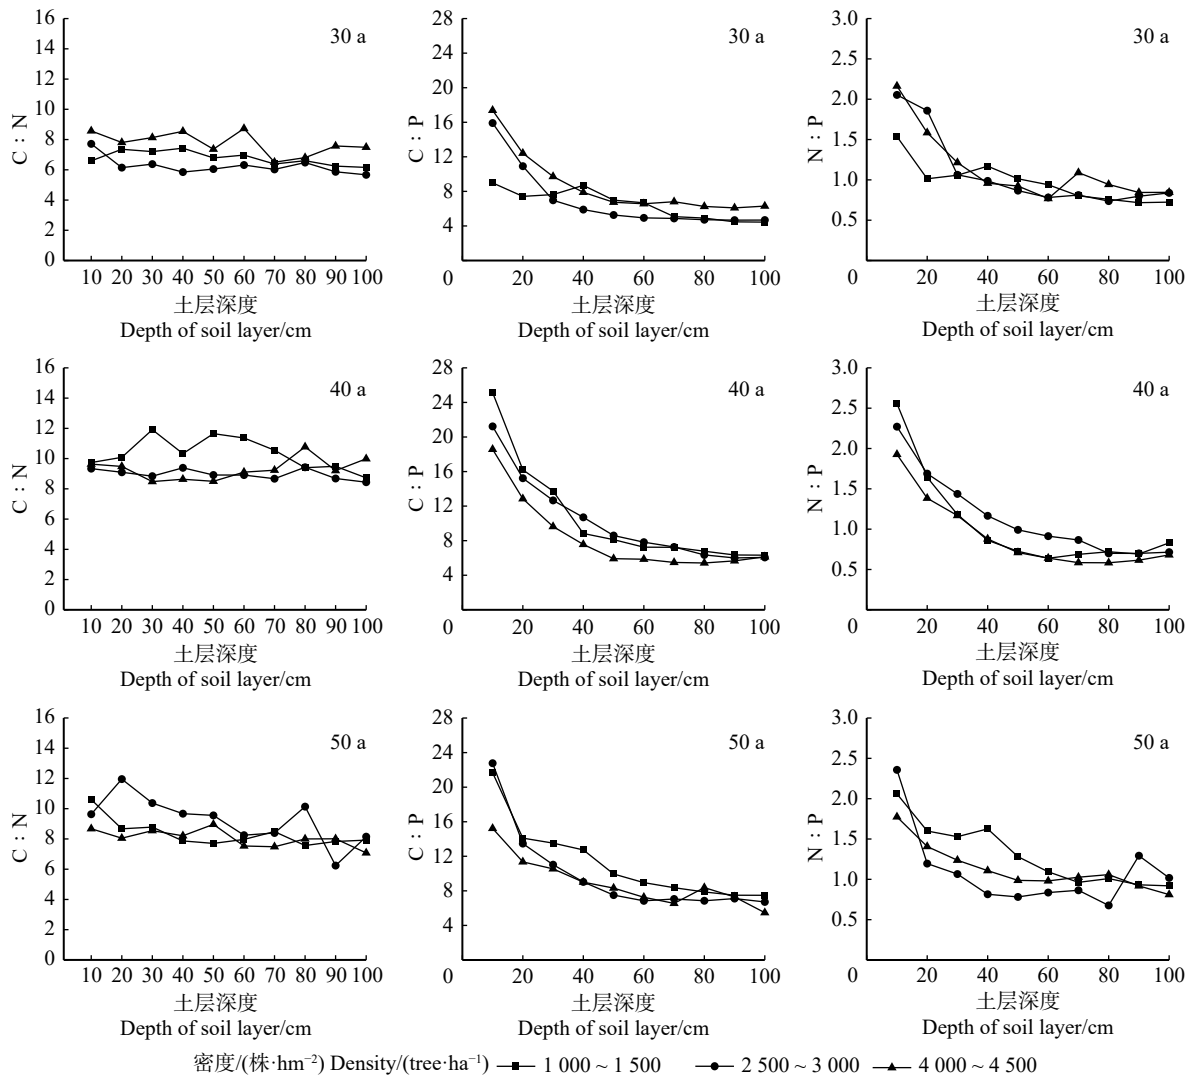 16
14
12
10
8
6
4
2
0
C : N
30 a
10 20 30 40 50 60 70 80 90 100
土层深度
Depth of soil layer/cm
28
24
20
16
12
8
4
0
C : P
30 a
20 40 60 80 100
土层深度
Depth of soil layer/cm
3.0
2.5
2.0
1.5
1.0
0.5
0
N : P
30 a
20 40 60 80 100
土层深度
Depth of soil layer/cm
16
14
12
10
8
6
4
2
0
C : N
40 a
10 20 30 40 50 60 70 80 90 100
土层深度
Depth of soil layer/cm
28
24
20
16
12
8
4
0
C : P
40 a
20 40 60 80 100
土层深度
Depth of soil layer/cm
3.0
2.5
2.0
1.5
1.0
0.5
0
N : P
40 a
20 40 60 80 100
土层深度
Depth of soil layer/cm
16
14
12
10
8
6
4
2
0
C : N
50 a
10 20 30 40 50 60 70 80 90 100
土层深度
Depth of soil layer/cm
28
24
20
16
12
8
4
0
C : P
50 a
20 40 60 80 100
土层深度
Depth of soil layer/cm
3.0
2.5
2.0
1.5
1.0
0.5
0
N : P
50 a
20 40 60 80 100
土层深度
Depth of soil layer/cm
密度/(株·hm⁻²) Density/(tree·ha⁻¹) 1 000 ~ 1 500 2 500 ~ 3 000 4 000 ~ 4 500